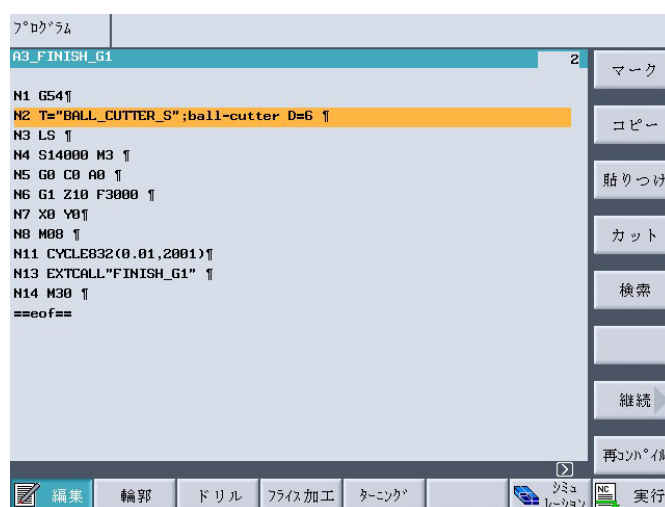 プログラム
A3_FINISH_G1 2
N1 G54¶
N2 T="BALL_CUTTER_S";ball-cutter D=6 ¶
N3 LS ¶
N4 S14000 M3 ¶
N5 G0 C0 A0 ¶
N6 G1 Z10 F3000 ¶
N7 X0 Y0¶
N8 M08 ¶
N11 CYCLE832(0.01,2001)¶
N13 EXTCALL"FINISH_G1" ¶
N14 M30 ¶
==eof==
マーク
コピー
貼りつけ
カット
検索
継続
再コンパイル
編集
輪郭
ドリル
フライス加工
ターニング
シミュ
レーション
NC
実行